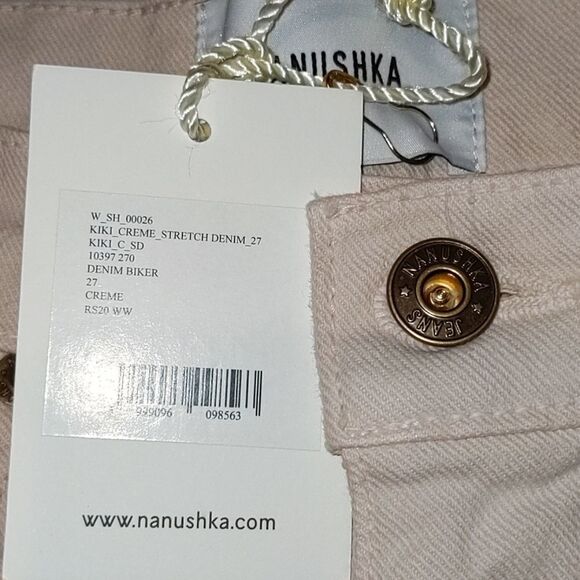 NANUSHKA
W_SH_00026
KIKI_CREME_STRETCH DENIM_27
KIKI_C_SD
10397 270
DENIM BIKER
27
CREME
RS20 WW
999096 098563
www.nanushka.com
NANUSHKA
JEANS